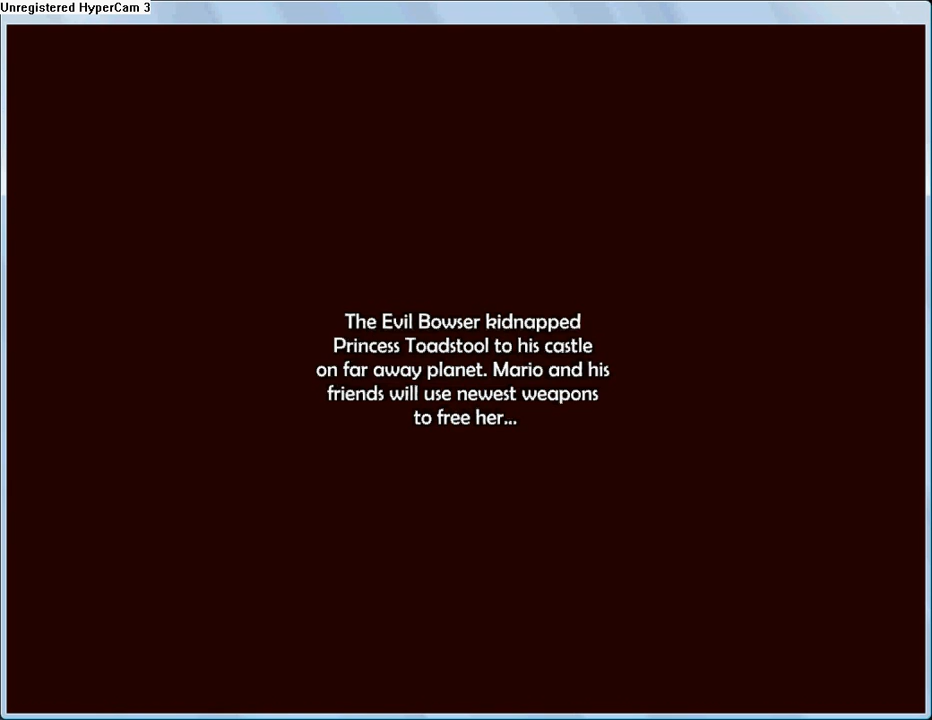 Unregistered HyperCam 3
The Evil Bowser kidnapped
Princess Toadstool to his castle
on far away planet. Mario and his
friends will use newest weapons
to free her...